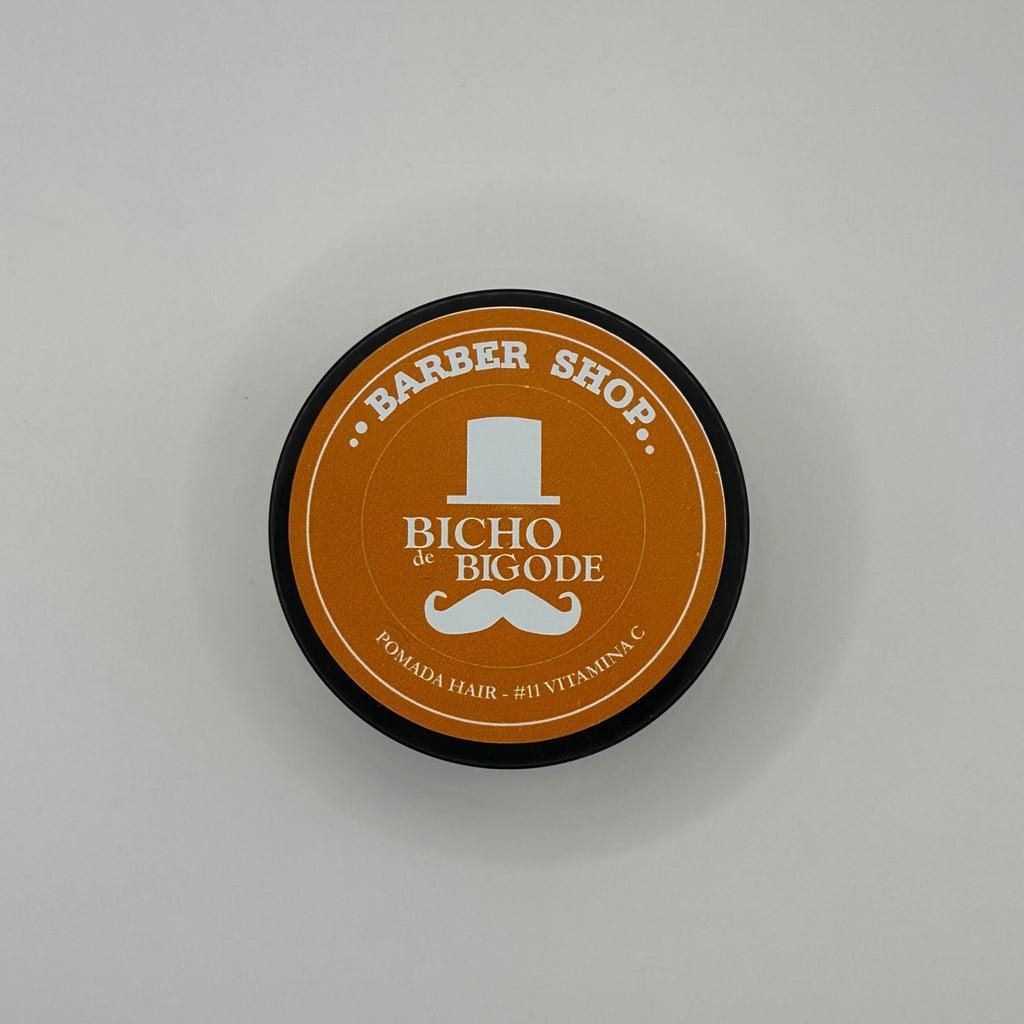 BARBER SHOP
BICHO
de BIGODE
POMADA HAIR - #11 VITAMINA C